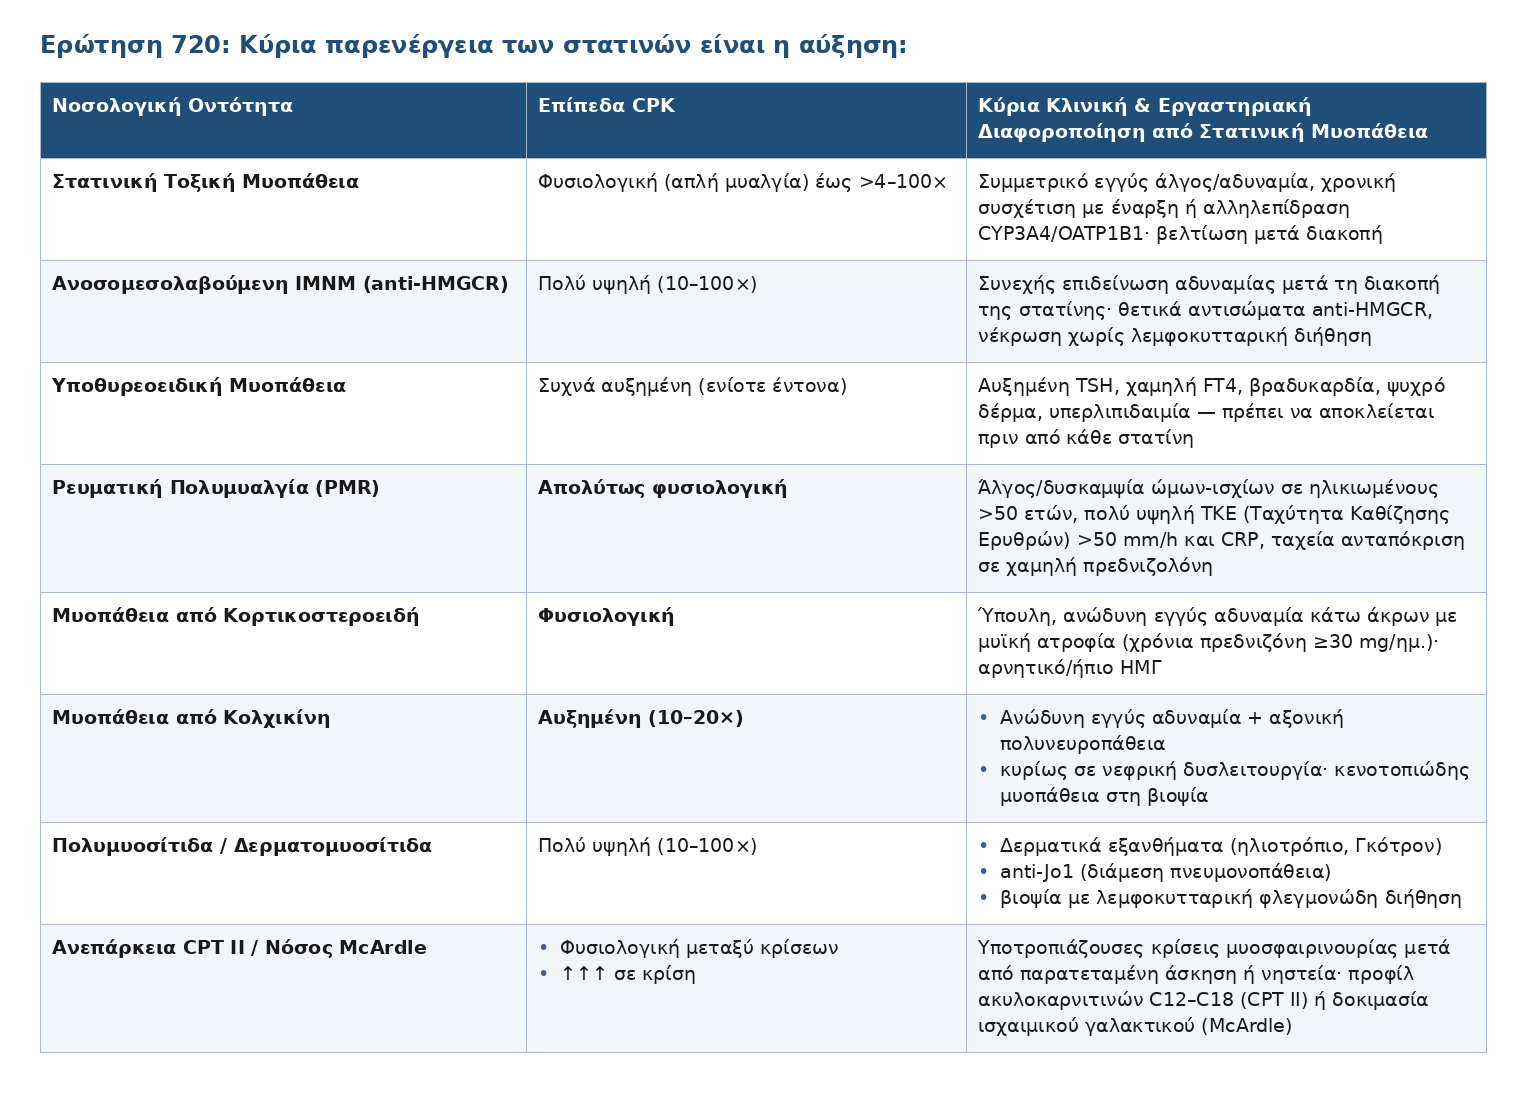 Ερώτηση 720: Κύρια παρενέργεια των στατινών είναι η αύξηση:
Νοσολογική Οντότητα
Επίπεδα CPK
Κύρια Κλινική & Εργαστηριακή
Διαφοροποίηση από Στατινική Μυοπάθεια
Στατινική Τοξική Μυοπάθεια
Φυσιολογική (απλή μυαλγία) έως >4–100×
Συμμετρικό εγγύς άλγος/αδυναμία, χρονική
συσχέτιση με έναρξη ή αλληλεπίδραση
CYP3A4/OATP1B1· βελτίωση μετά διακοπή
Ανοσομεσολαβούμενη IMNM (anti-HMGCR)
Πολύ υψηλή (10–100×)
Συνεχής επιδείνωση αδυναμίας μετά τη διακοπή
της στατίνης· θετικά αντισώματα anti-HMGCR,
νέκρωση χωρίς λεμφοκυτταρική διήθηση
Υποθυρεοειδική Μυοπάθεια
Συχνά αυξημένη (ενίοτε έντονα)
Αυξημένη TSH, χαμηλή FT4, βραδυκαρδία, ψυχρό
δέρμα, υπερλιπιδαιμία — πρέπει να αποκλείεται
πριν από κάθε στατίνη
Ρευματική Πολυμυαλγία (PMR)
Απολύτως φυσιολογική
Άλγος/δυσκαμψία ώμων-ισχίων σε ηλικιωμένους
>50 ετών, πολύ υψηλή ΤΚΕ (Ταχύτητα Καθίζησης
Ερυθρών) >50 mm/h και CRP, ταχεία ανταπόκριση
σε χαμηλή πρεδνιζολόνη
Μυοπάθεια από Κορτικοστεροειδή
Φυσιολογική
Ύπουλη, ανώδυνη εγγύς αδυναμία κάτω άκρων με
μυϊκή ατροφία (χρόνια πρεδνιζόνη ≥30 mg/ημ.)·
αρνητικό/ήπιο ΗΜΓ
Μυοπάθεια από Κολχικίνη
Αυξημένη (10–20×)
• Ανώδυνη εγγύς αδυναμία + αξονική
πολυνευροπάθεια
• κυρίως σε νεφρική δυσλειτουργία· κενοτοπιώδης
μυοπάθεια στη βιοψία
Πολυμυοσίτιδα / Δερματομυοσίτιδα
Πολύ υψηλή (10–100×)
• Δερματικά εξανθήματα (ηλιοτρόπιο, Γκότρον)
• anti-Jo1 (διάμεση πνευμονοπάθεια)
• βιοψία με λεμφοκυτταρική φλεγμονώδη διήθηση
Ανεπάρκεια CPT II / Νόσος McArdle
• Φυσιολογική μεταξύ κρίσεων
• ↑↑↑ σε κρίση
Υποτροπιάζουσες κρίσεις μυοσφαιρινουρίας μετά
από παρατεταμένη άσκηση ή νηστεία· προφίλ
ακυλοκαρνιτινών C12–C18 (CPT II) ή δοκιμασία
ισχαιμικού γαλακτικού (McArdle)